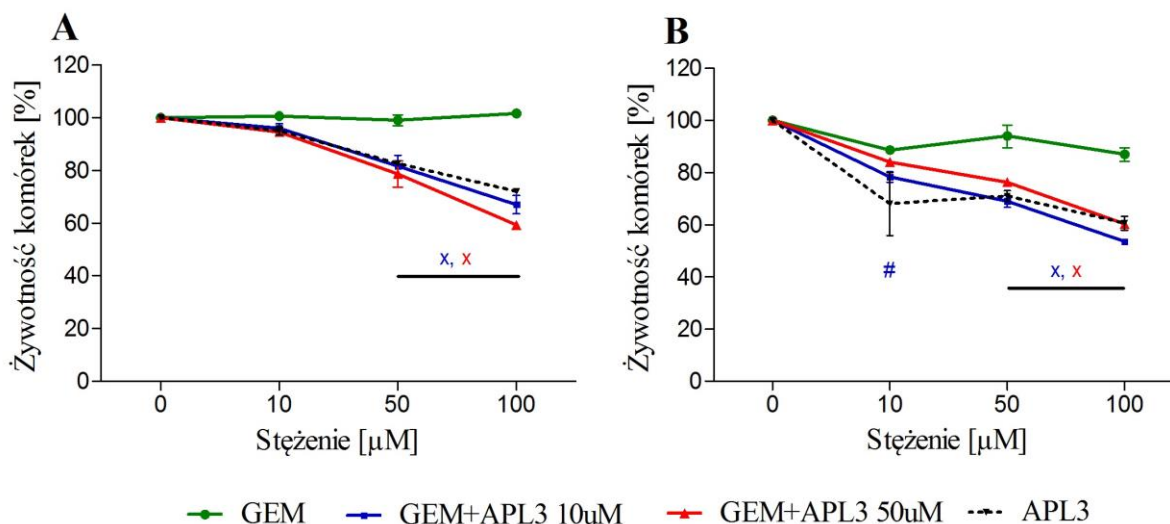 A
Żywotność komórek [%]
120
100
80
60
40
20
0
x, x
0 10 50 100
Stężenie [µM]
B
Żywotność komórek [%]
120
100
80
60
40
20
0
#
x, x
0 10 50 100
Stężenie [µM]
GEM GEM+APL3 10uM GEM+APL3 50uM APL3